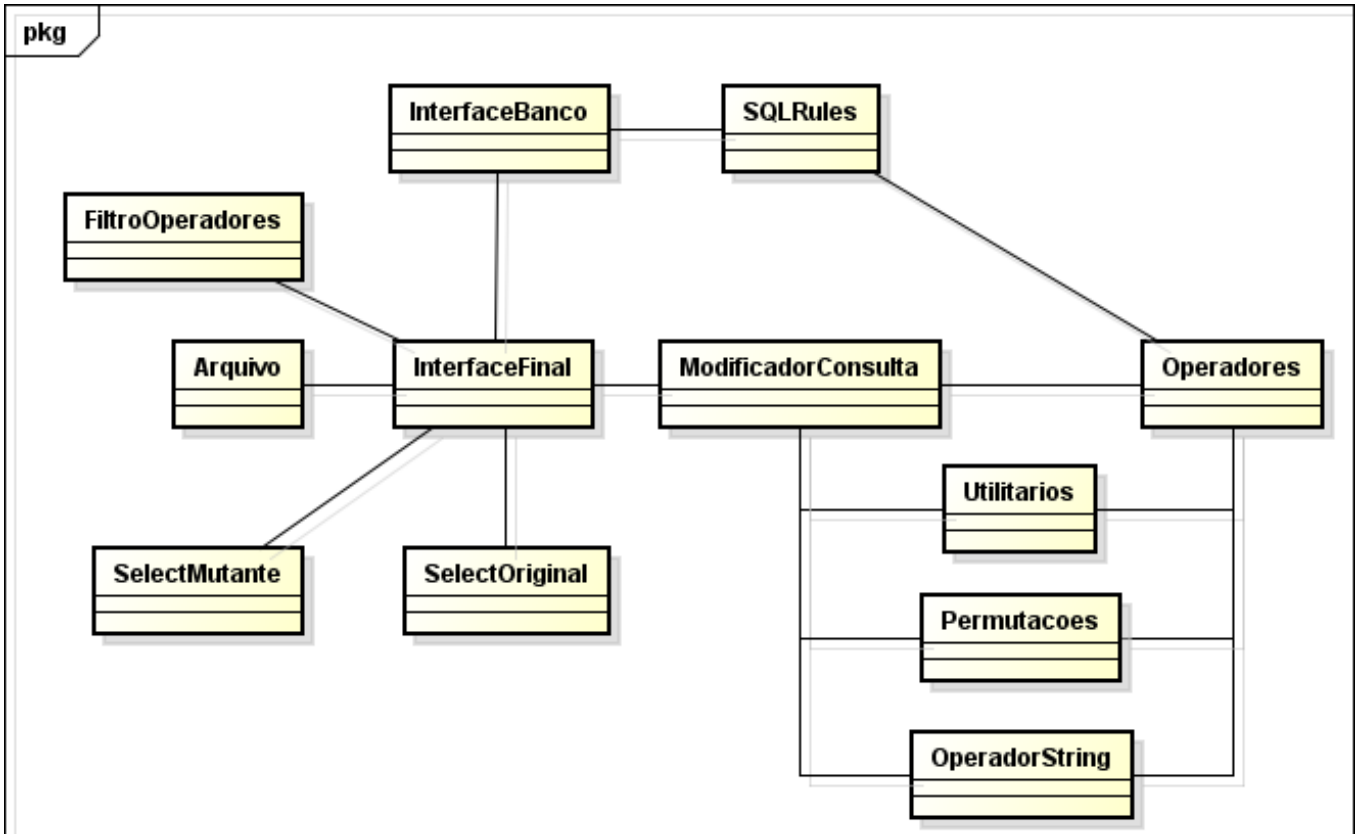 pkg
InterfaceBanco
SQLRules
FiltroOperadores
Arquivo
InterfaceFinal
ModificadorConsulta
Operadores
Utilitarios
SelectMutante
SelectOriginal
Permutacoes
OperadorString